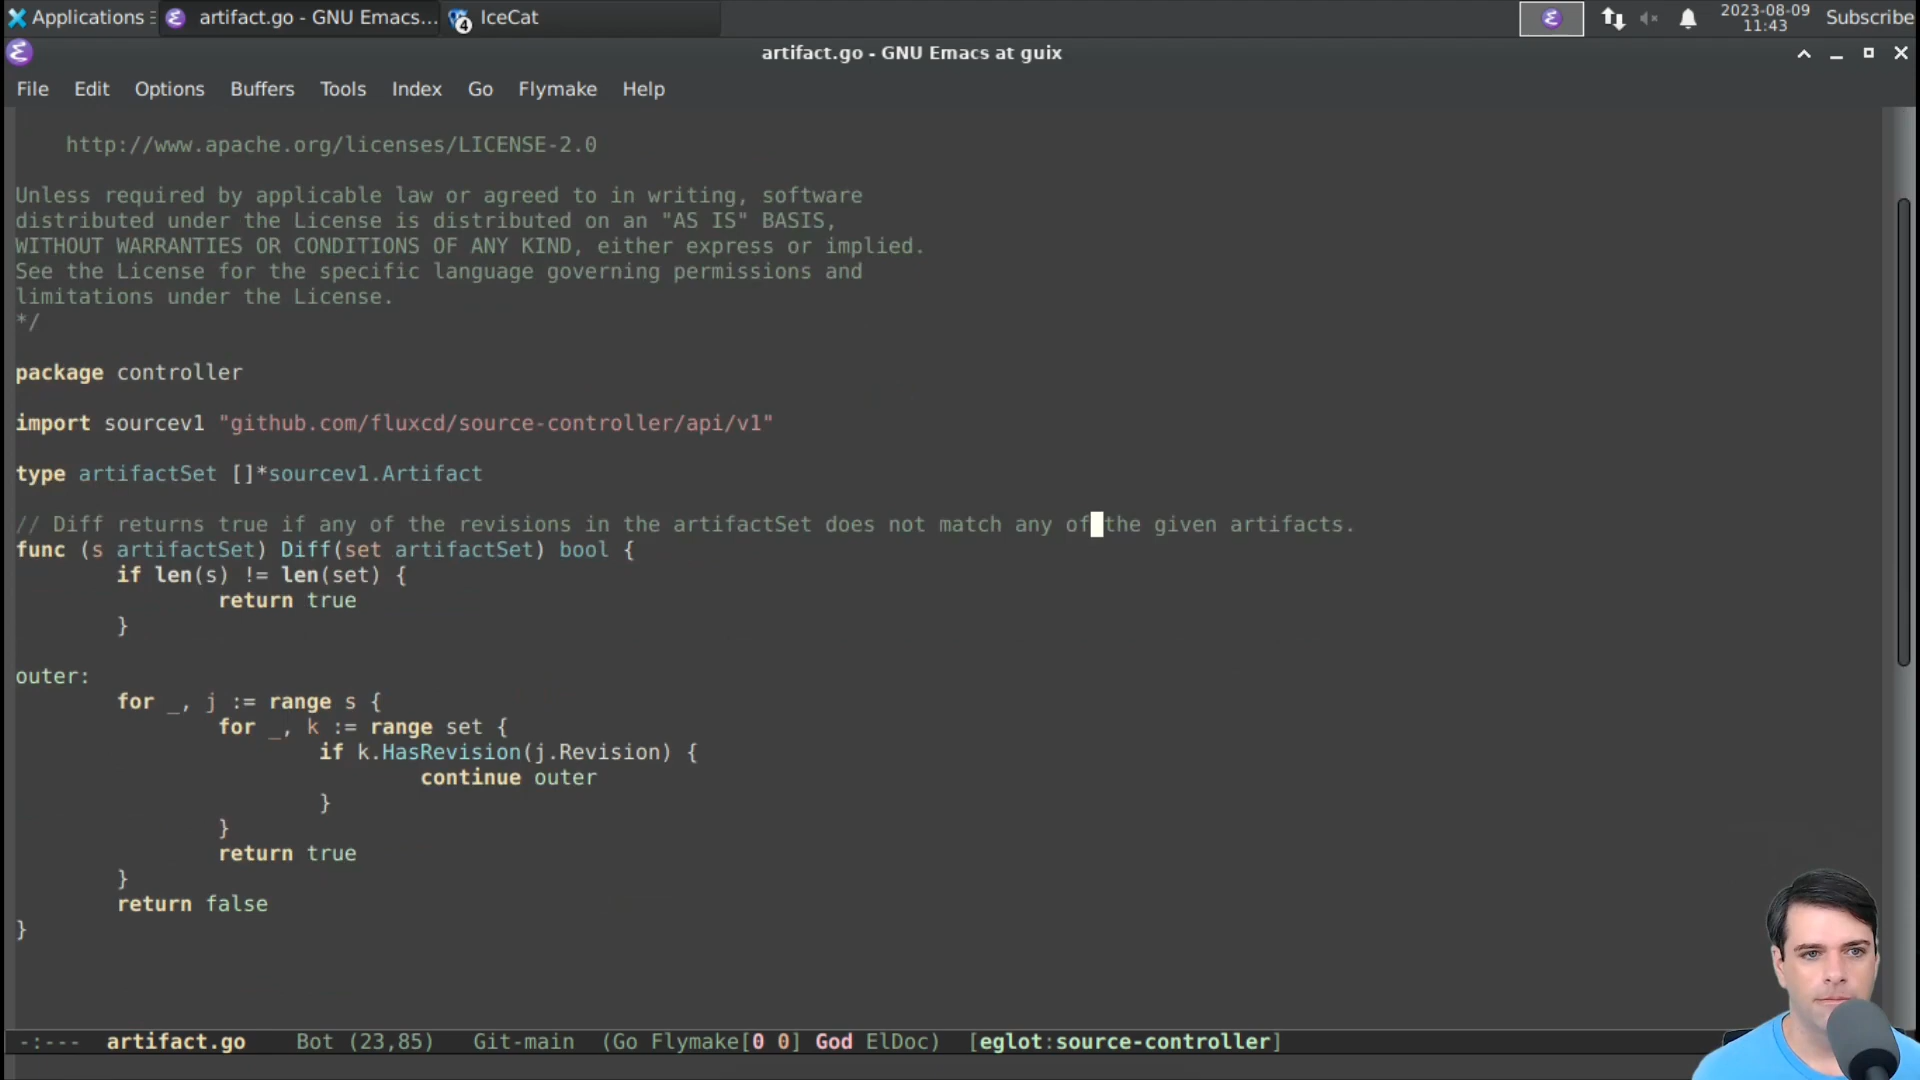 Applications artifact.go - GNU Emacs... 4 IceCat 2023-08-09 Subscribe
11:43
artifact.go - GNU Emacs at guix
File Edit Options Buffers Tools Index Go Flymake Help
http://www.apache.org/licenses/LICENSE-2.0
Unless required by applicable law or agreed to in writing, software
distributed under the License is distributed on an "AS IS" BASIS,
WITHOUT WARRANTIES OR CONDITIONS OF ANY KIND, either express or implied.
See the License for the specific language governing permissions and
limitations under the License.
*/
package controller
import sourcev1 "github.com/fluxcd/source-controller/api/v1"
type artifactSet []*sourcev1.Artifact
// Diff returns true if any of the revisions in the artifactSet does not match any of the given artifacts.
func (s artifactSet) Diff(set artifactSet) bool {
if len(s) != len(set) {
return true
}
outer:
for _, j := range s {
for _, k := range set {
if k.HasRevision(j.Revision) {
continue outer
}
}
return true
}
return false
}
-:--- artifact.go Bot (23,85) Git-main (Go Flymake[0 0] God ElDoc) [eglot:source-controller]